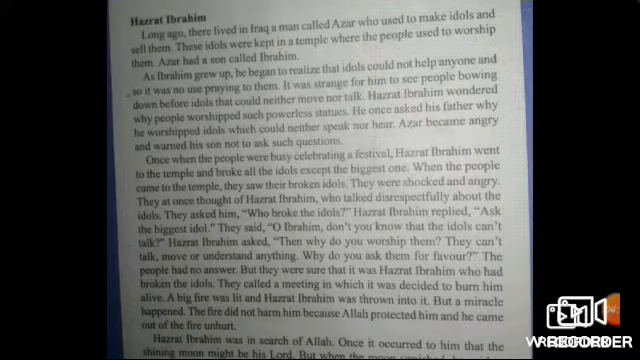 Hazrat Ibrahim
Long ago, there lived in Iraq a man called Azar who used to make idols and
sell them. These idols were kept in a temple where the people used to worship
them. Azar had a son called Ibrahim.
As Ibrahim grew up, he began to realize that idols could not help anyone and
so it was no use praying to them. It was strange for him to see people bowing
down before idols that could neither move nor talk. Hazrat Ibrahim wondered
why people worshipped such powerless statues. He once asked his father why
he worshipped idols which could neither speak nor hear. Azar became angry
and warned his son not to ask such questions.
Once when the people were busy celebrating a festival, Hazrat Ibrahim went
to the temple and broke all the idols except the biggest one. When the people
came to the temple, they saw their broken idols. They were shocked and angry.
They at once thought of Hazrat Ibrahim, who talked disrespectfully about the
idols. They asked him, “Who broke the idols?” Hazrat Ibrahim replied, “Ask
the biggest idol.” They said, “O Ibrahim, don't you know that the idols can't
talk?” Hazrat Ibrahim asked, “Then why do you worship them? They can't
talk, move or understand anything. Why do you ask them for favour?” The
people had no answer. But they were sure that it was Hazrat Ibrahim who had
broken the idols. They called a meeting in which it was decided to burn him
alive. A big fire was lit and Hazrat Ibrahim was thrown into it. But a miracle
happened. The fire did not harm him because Allah protected him and he came
out of the fire unhurt.
Hazrat Ibrahim was in search of Allah. Once it occurred to him that the
shining moon might be his Lord. But when the moon vanished
RECORDER